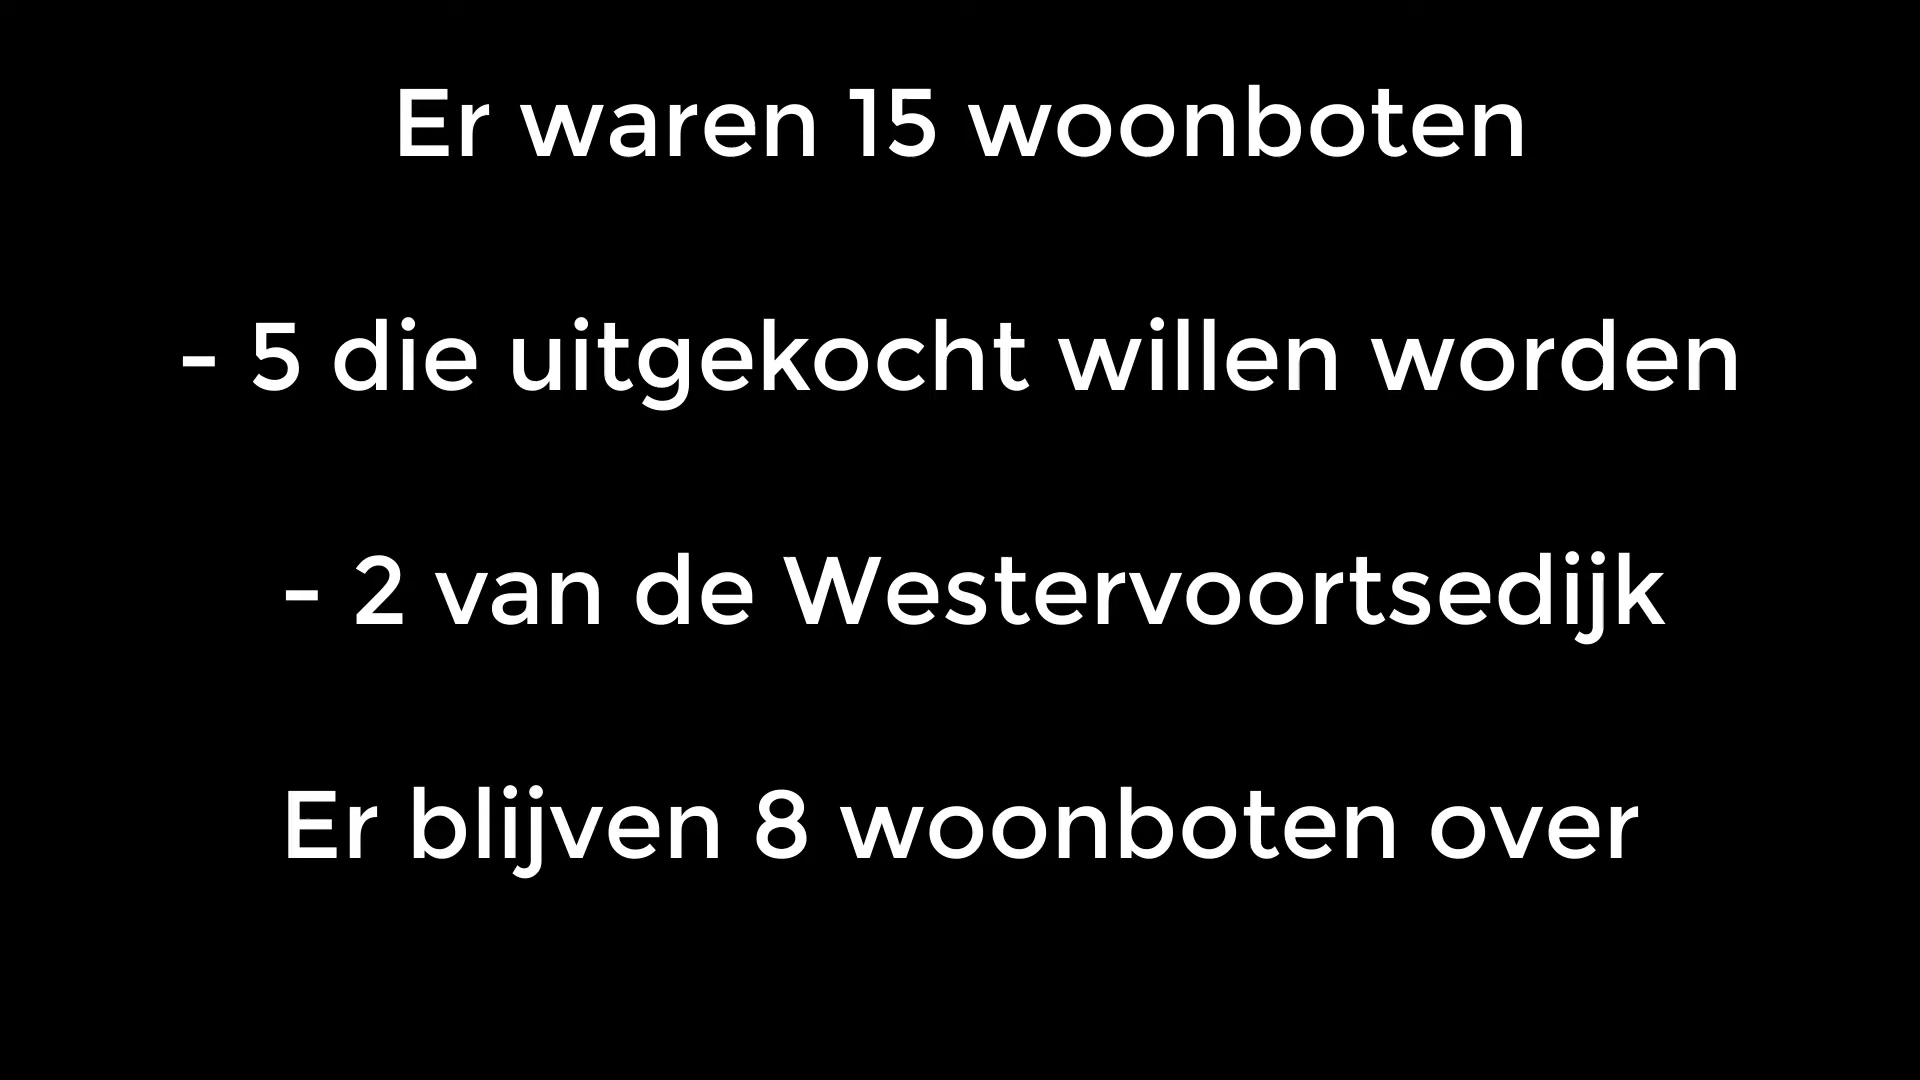 Er waren 15 woonboten
- 5 die uitgekocht willen worden
- 2 van de Westervoortsedijk
Er blijven 8 woonboten over